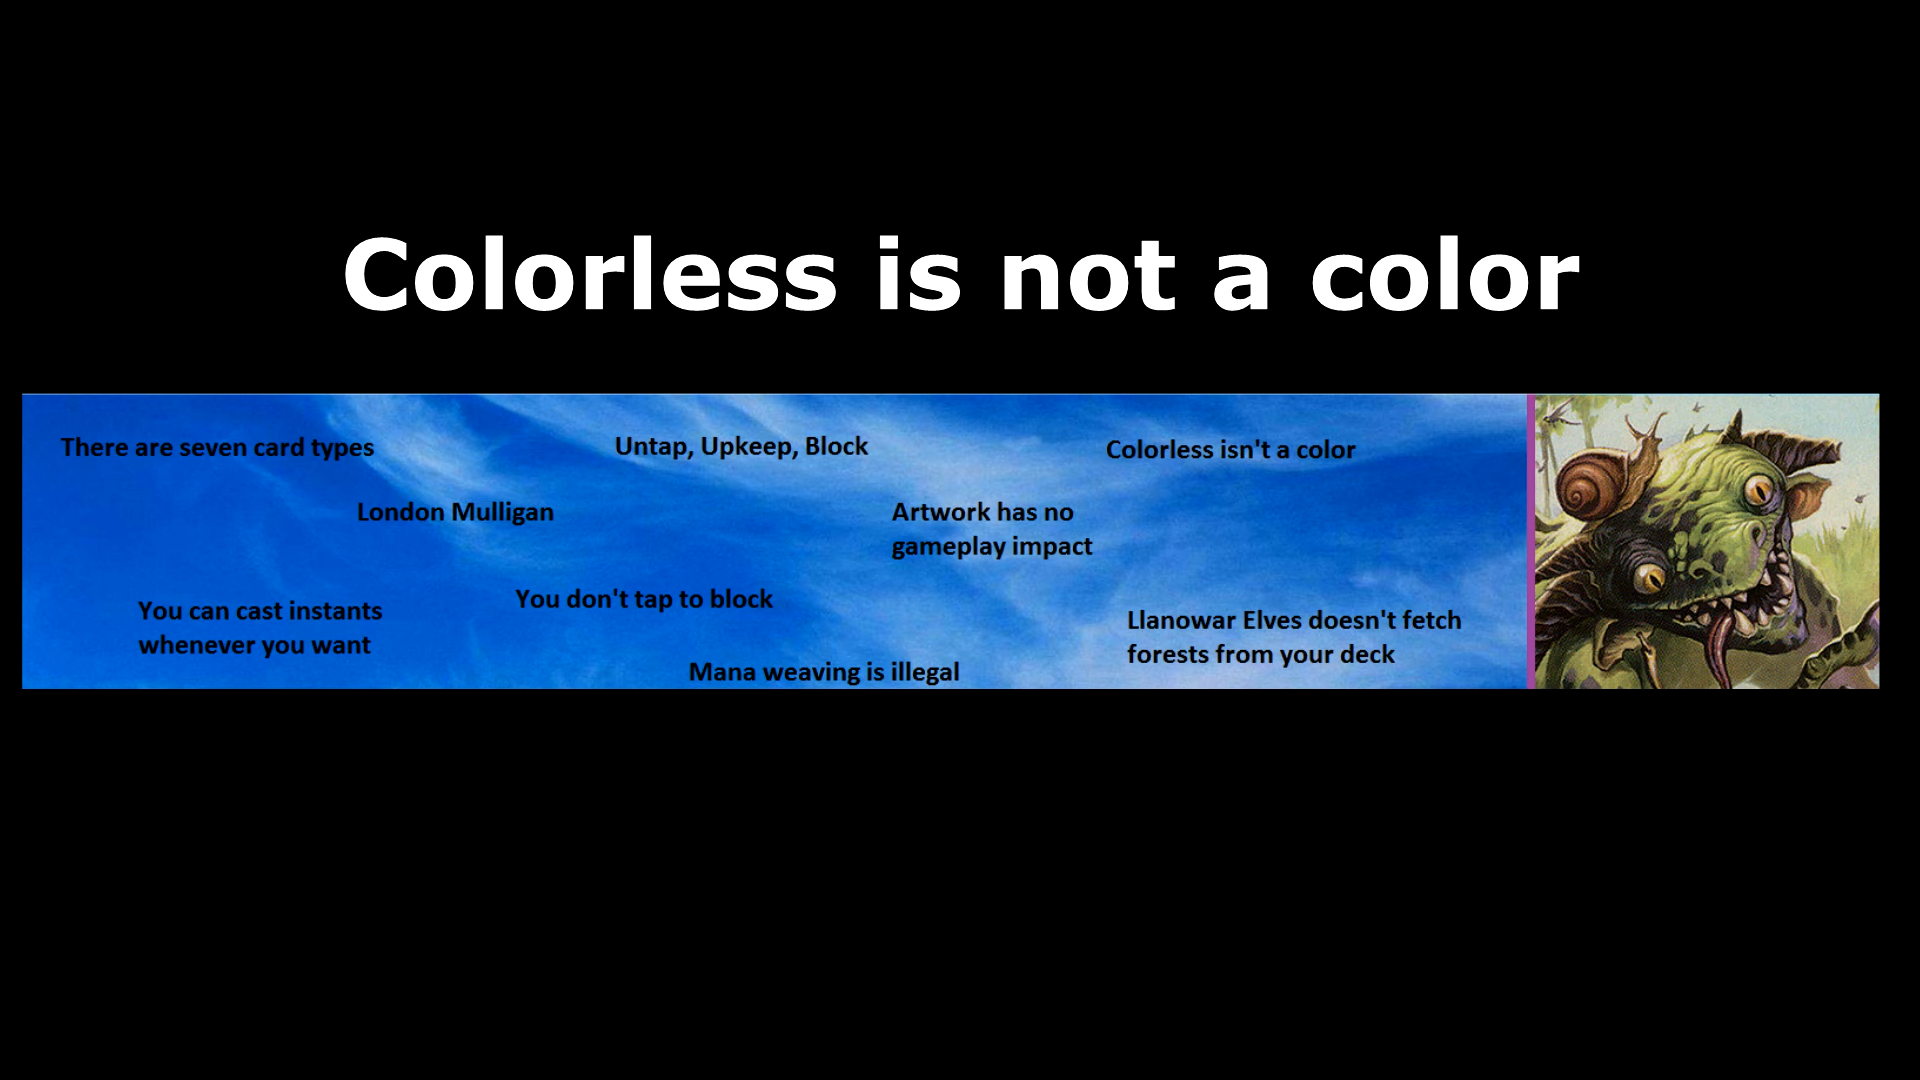 Colorless is not a color
There are seven card types
Untap, Upkeep, Block
Colorless isn't a color
London Mulligan
Artwork has no
gameplay impact
You can cast instants
whenever you want
You don't tap to block
Llanowar Elves doesn't fetch
forests from your deck
Mana weaving is illegal